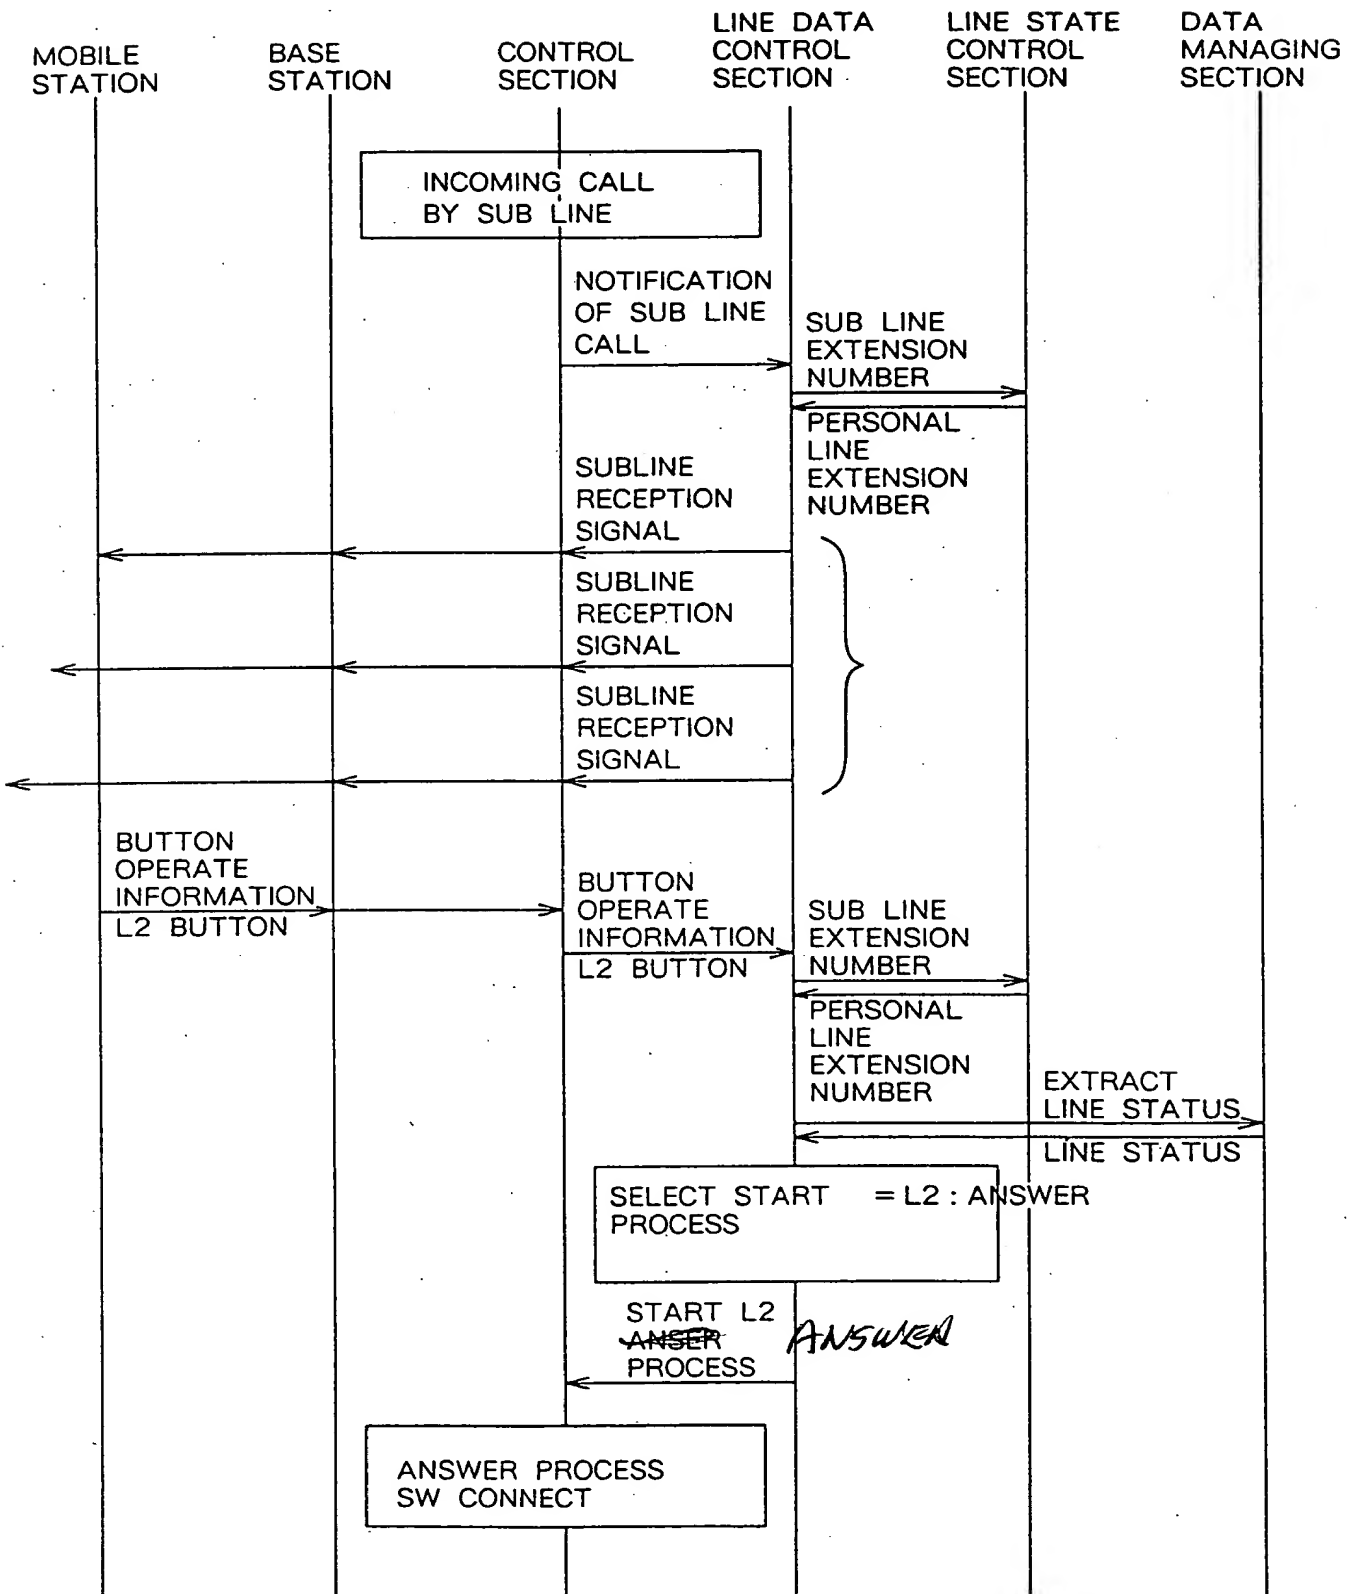 MOBILE
STATION
BASE
STATION
CONTROL
SECTION
LINE DATA
CONTROL
SECTION
LINE STATE
CONTROL
SECTION
DATA
MANAGING
SECTION
INCOMING CALL
BY SUB LINE
NOTIFICATION
OF SUB LINE
CALL
SUB LINE
EXTENSION
NUMBER
PERSONAL
LINE
EXTENSION
NUMBER
SUBLINE
RECEPTION
SIGNAL
SUBLINE
RECEPTION
SIGNAL
SUBLINE
RECEPTION
SIGNAL
BUTTON
OPERATE
INFORMATION
L2 BUTTON
BUTTON
OPERATE
INFORMATION
L2 BUTTON
SUB LINE
EXTENSION
NUMBER
PERSONAL
LINE
EXTENSION
NUMBER
EXTRACT
LINE STATUS
LINE STATUS
SELECT START = L2 : ANSWER
PROCESS
START L2
ANSER ANSWER
PROCESS
ANSWER PROCESS
SW CONNECT